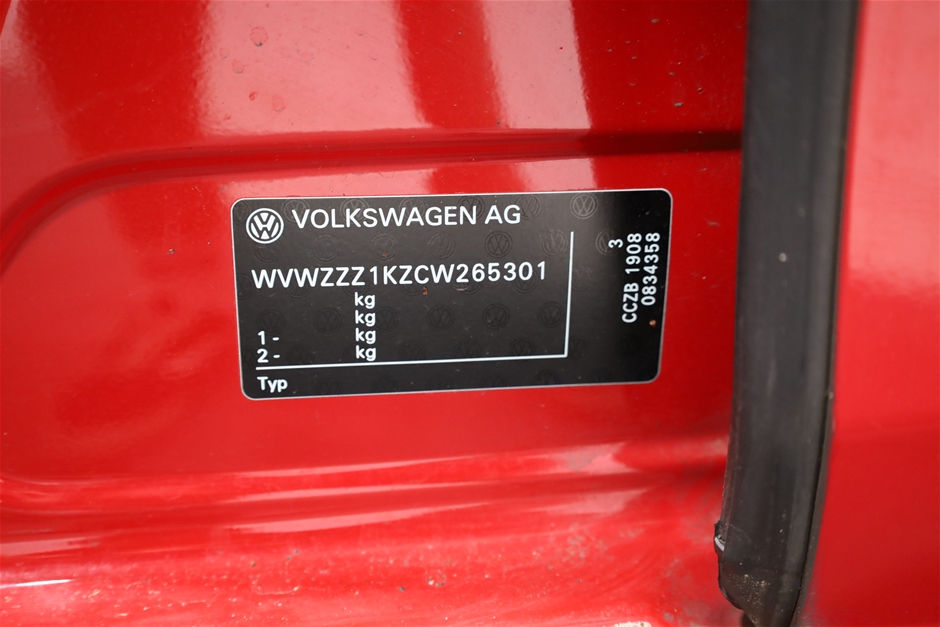 VOLKSWAGEN AG
WVWZZZ1KZCW265301
kg
kg
1- kg
2- kg
Typ
3
CCZB 1908
0834358